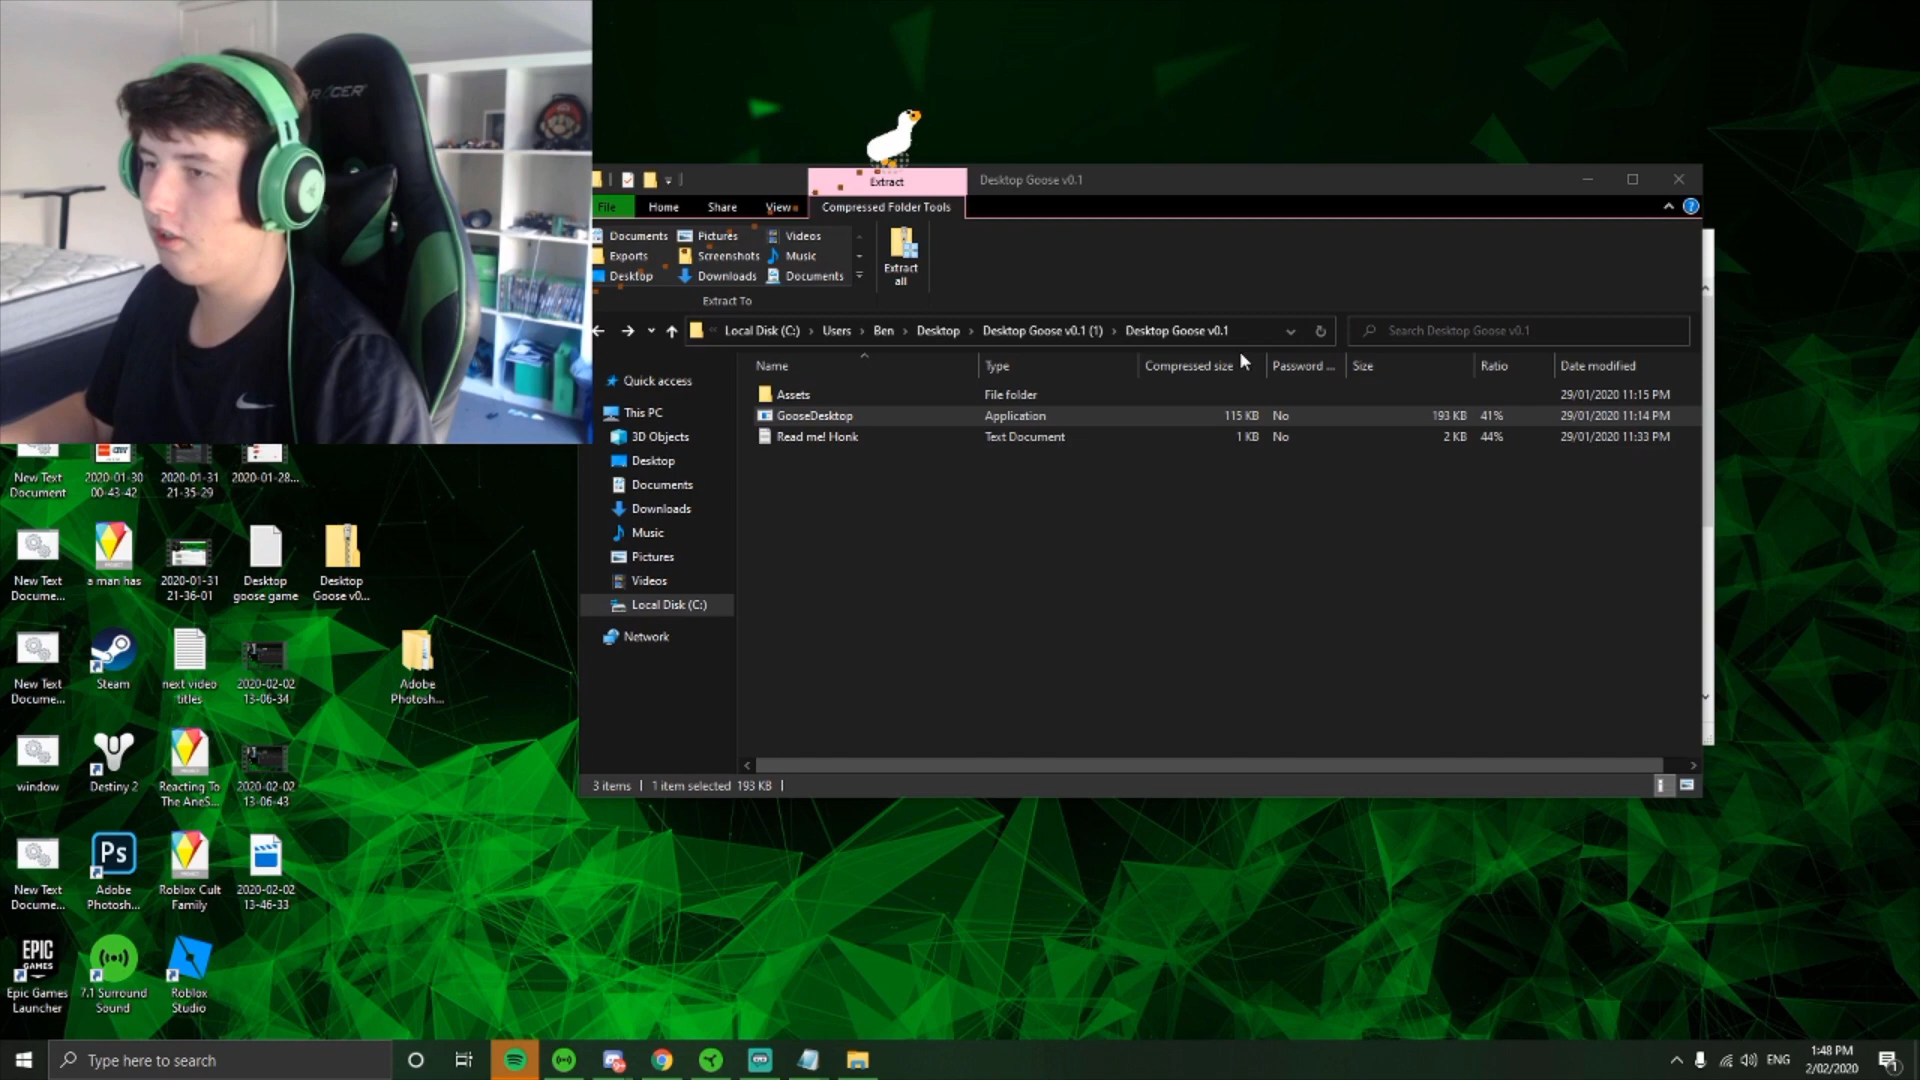 Extract
Desktop Goose v0.1
File
Home
Share
View
Compressed Folder Tools
Documents
Pictures
Videos
Exports
Screenshots
Music
Desktop
Downloads
Documents
Extract all
Extract To
Local Disk (C:) › Users › Ben › Desktop › Desktop Goose v0.1 (1) › Desktop Goose v0.1
Search Desktop Goose v0.1
Name
Type
Compressed size
Password ...
Size
Ratio
Date modified
Assets File folder 29/01/2020 11:15 PM
GooseDesktop Application 115 KB No 193 KB 41% 29/01/2020 11:14 PM
Read me! Honk Text Document 1 KB No 2 KB 44% 29/01/2020 11:33 PM
Quick access
This PC
3D Objects
Desktop
Documents
Downloads
Music
Pictures
Videos
Local Disk (C:)
Network
3 items
1 item selected 193 KB
New Text
Document
2020-01-30
00-43-42
2020-01-31
21-35-29
2020-01-28...
New Text
Docume...
a man has
2020-01-31
21-36-01
Desktop
goose game
Desktop
Goose v0...
New Text
Docume...
Steam
next video
titles
2020-02-02
13-06-34
Adobe
Photosh...
window
Destiny 2
Reacting To
The AneS...
2020-02-02
13-06-43
New Text
Docume...
Ps
Adobe
Photosh...
Roblox Cult
Family
2020-02-02
13-46-33
EPIC
GAMES
Epic Games
Launcher
7.1 Surround
Sound
Roblox
Studio
Type here to search
ENG
1:48 PM
2/02/2020
1